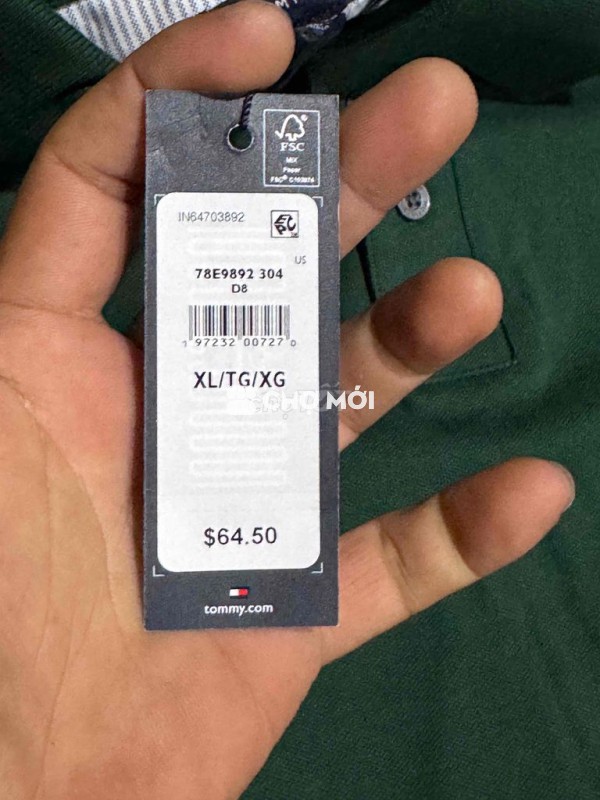 FSC
MIX
Paper
IN64703892
US
78E9892 304
D8
1 97232 00727 0
XL/TG/XG
CHỢ MỚI
$64.50
tommy.com